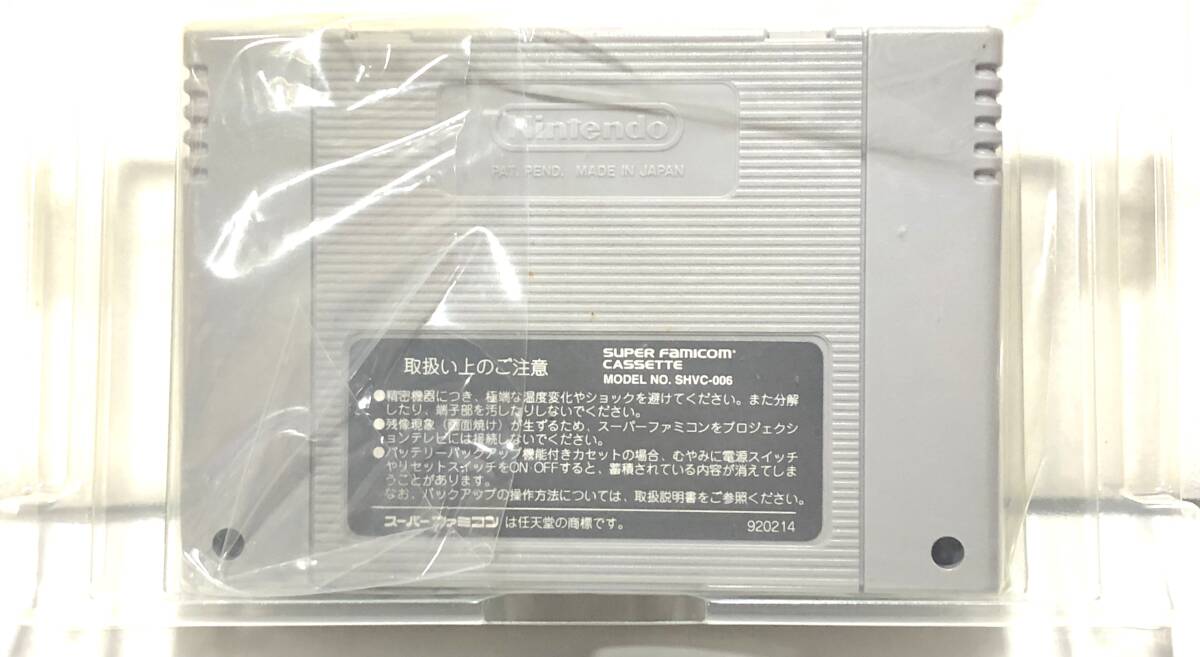 Nintendo
PAT. PEND. MADE IN JAPAN
取扱い上のご注意
SUPER FAMICOM
CASSETTE
MODEL NO. SHVC-006
●精密機器につき、極端な温度変化やショックを避けてください。また分解
したり、端子部を汚したりしないでください。
●残像現象(画面焼け)が生ずるため、スーパーファミコンをプロジェクシ
ョンテレビには接続しないでください。
●バッテリーバックアップ機能付きカセットの場合、むやみに電源スイッチ
やリセットスイッチをON OFFすると、蓄積されている内容が消えてしま
うことがあります。
なお、バックアップの操作方法については、取扱説明書をご参照ください。
スーパーファミコンは任天堂の商標です。
920214